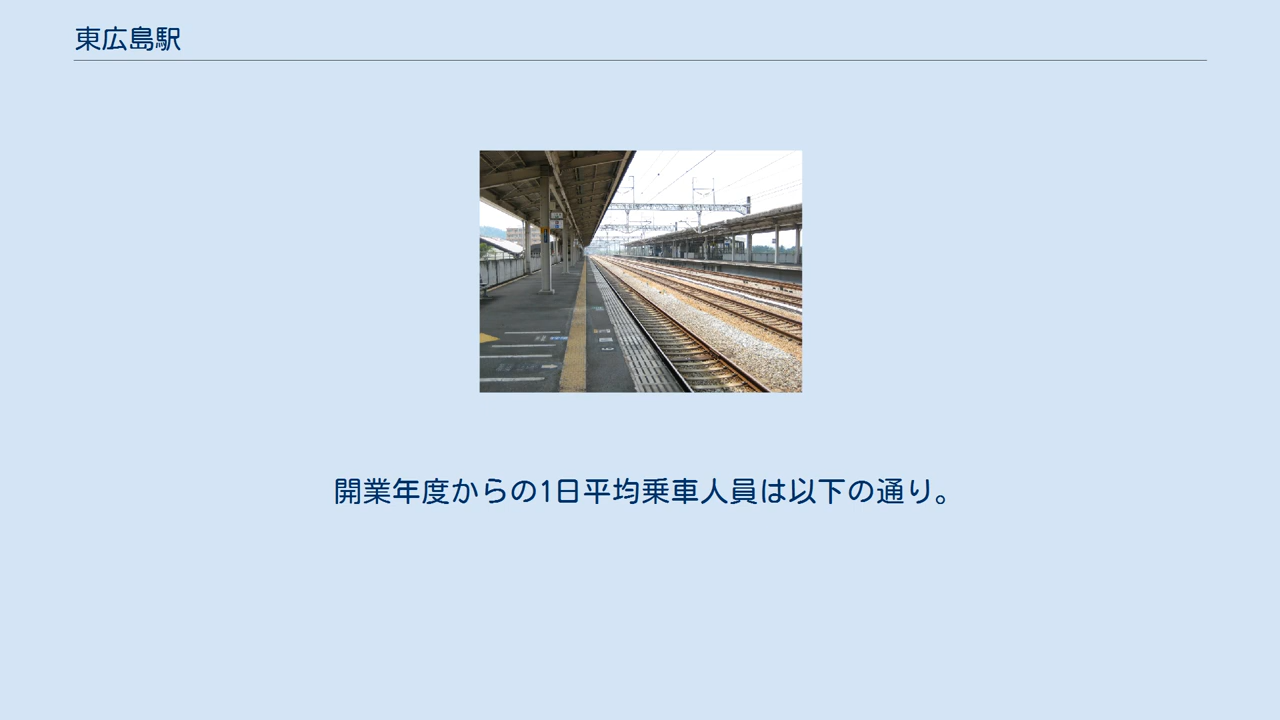 東広島駅
開業年度からの1日平均乗車人員は以下の通り。